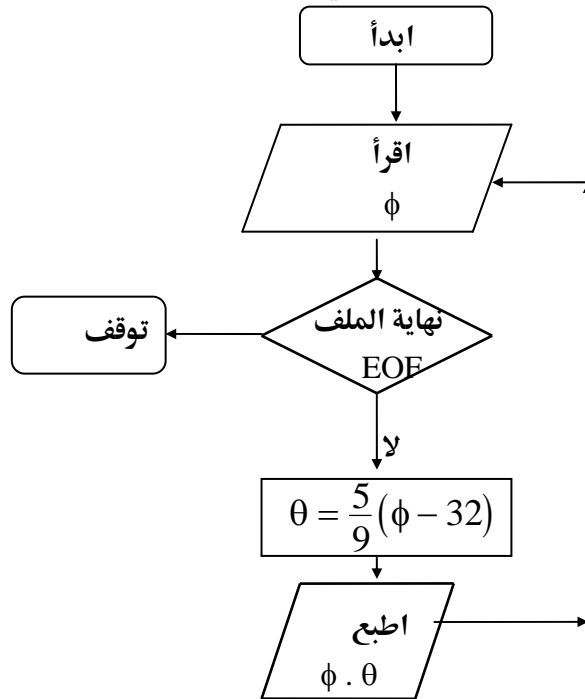 ابدأ
اقرأ
ϕ
نهاية الملف
EOF
توقف
لا
θ = 5/9 (ϕ − 32)
اطبع
ϕ . θ